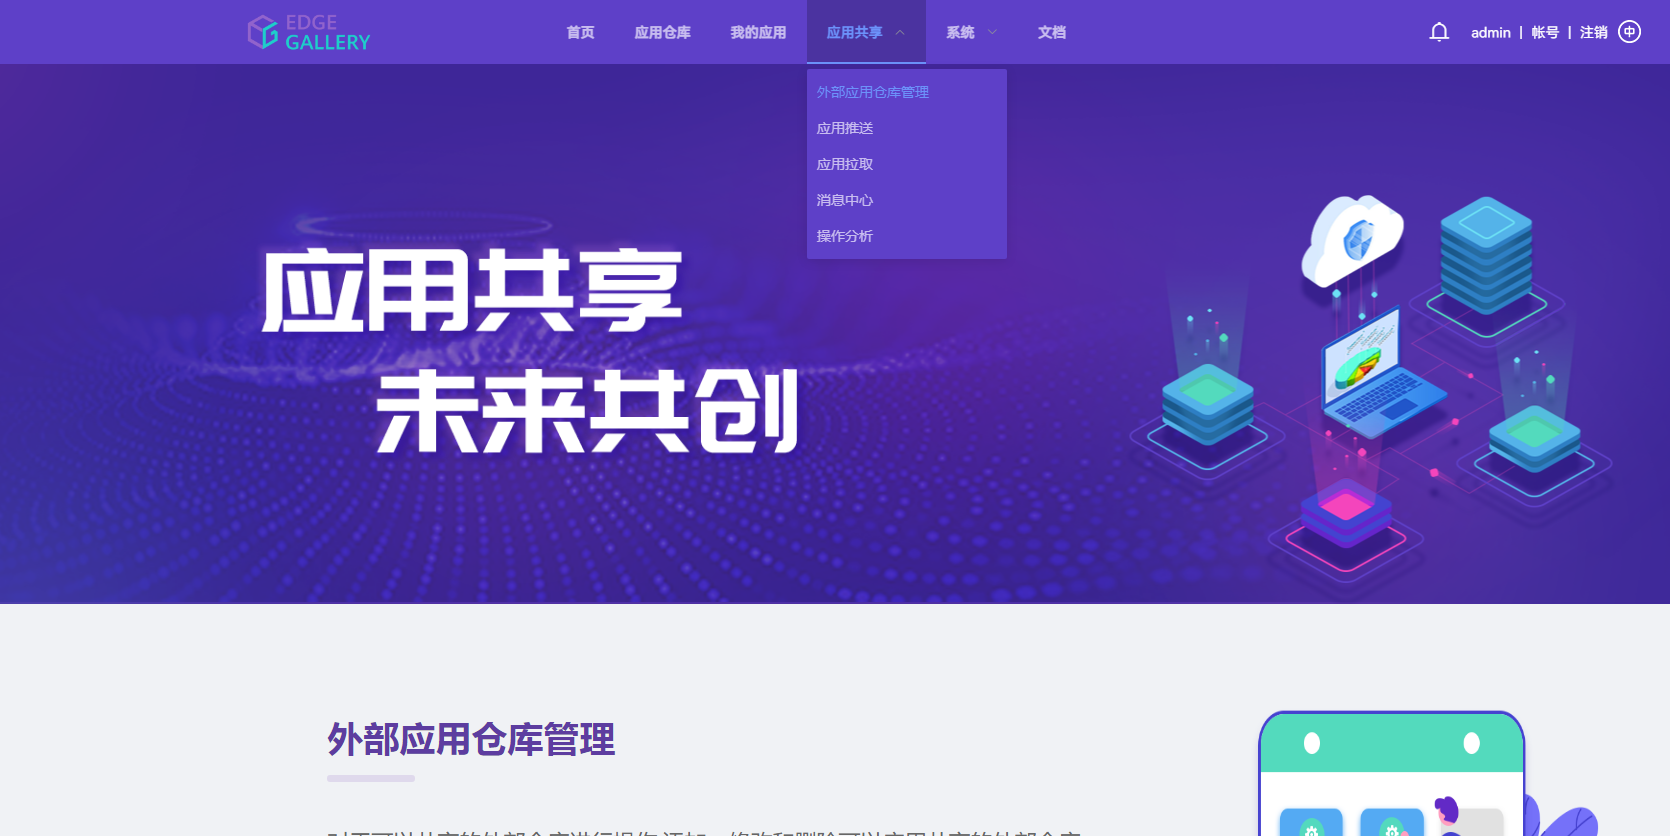 EDGE
GALLERY
首页 应用仓库 我的应用 应用共享 系统 文档
admin | 帐号 | 注销 中
外部应用仓库管理
应用推送
应用拉取
消息中心
操作分析
应用共享
未来共创
外部应用仓库管理